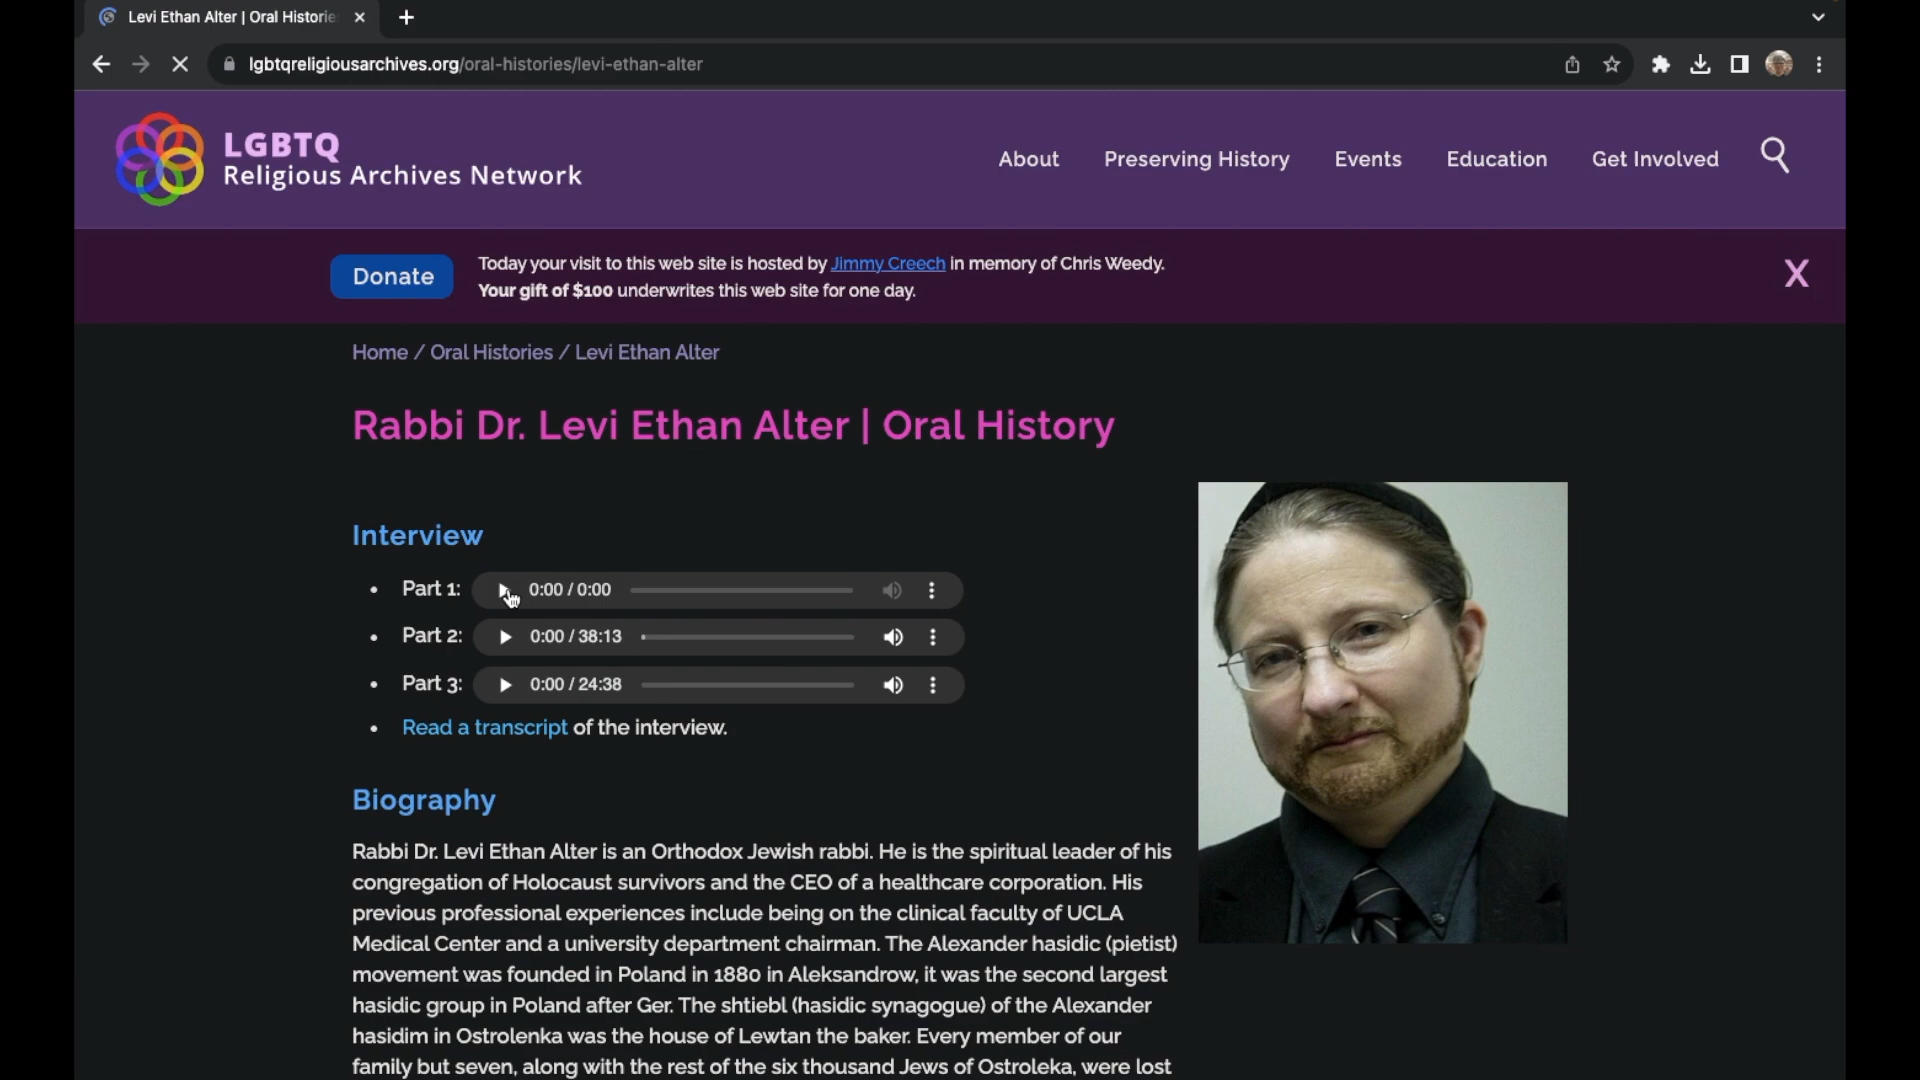 Levi Ethan Alter | Oral Historie
lgbtqreligiousarchives.org/oral-histories/levi-ethan-alter
LGBTQ
Religious Archives Network
About Preserving History Events Education Get Involved
Donate
Today your visit to this web site is hosted by Jimmy Creech in memory of Chris Weedy.
Your gift of $100 underwrites this web site for one day.
X
Home / Oral Histories / Levi Ethan Alter
Rabbi Dr. Levi Ethan Alter | Oral History
Interview
• Part 1: 0:00 / 0:00
• Part 2: 0:00 / 38:13
• Part 3: 0:00 / 24:38
• Read a transcript of the interview.
Biography
Rabbi Dr. Levi Ethan Alter is an Orthodox Jewish rabbi. He is the spiritual leader of his
congregation of Holocaust survivors and the CEO of a healthcare corporation. His
previous professional experiences include being on the clinical faculty of UCLA
Medical Center and a university department chairman. The Alexander hasidic (pietist)
movement was founded in Poland in 1880 in Aleksandrow, it was the second largest
hasidic group in Poland after Ger. The shtiebl (hasidic synagogue) of the Alexander
hasidim in Ostrolenka was the house of Lewtan the baker. Every member of our
family but seven, along with the rest of the six thousand Jews of Ostroleka, were lost